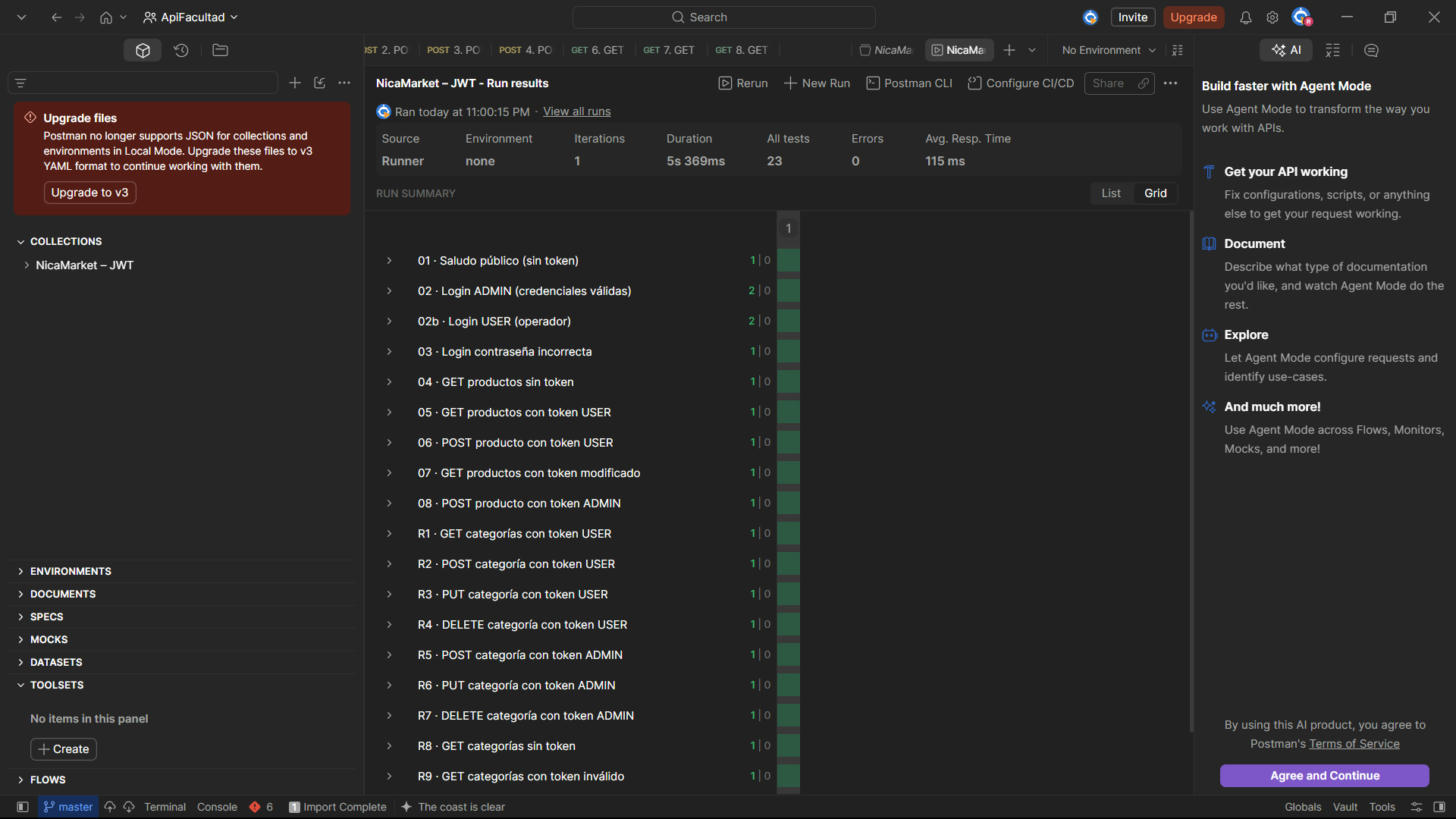 ApiFacultad
Search
Invite
Upgrade
OST 2. PO
POST 3. PO
POST 4. PO
GET 6. GET
GET 7. GET
GET 8. GET
NicaMa
NicaMa
No Environment
AI
Upgrade files
Postman no longer supports JSON for collections and
environments in Local Mode. Upgrade these files to v3
YAML format to continue working with them.
Upgrade to v3
COLLECTIONS
NicaMarket – JWT
ENVIRONMENTS
DOCUMENTS
SPECS
MOCKS
DATASETS
TOOLSETS
No items in this panel
Create
FLOWS
NicaMarket – JWT - Run results
Rerun
New Run
Postman CLI
Configure CI/CD
Share
Ran today at 11:00:15 PM · View all runs
Source Environment Iterations Duration All tests Errors Avg. Resp. Time
Runner none 1 5s 369ms 23 0 115 ms
RUN SUMMARY
List Grid
1
01 · Saludo público (sin token) 1 | 0
02 · Login ADMIN (credenciales válidas) 2 | 0
02b · Login USER (operador) 2 | 0
03 · Login contraseña incorrecta 1 | 0
04 · GET productos sin token 1 | 0
05 · GET productos con token USER 1 | 0
06 · POST producto con token USER 1 | 0
07 · GET productos con token modificado 1 | 0
08 · POST producto con token ADMIN 1 | 0
R1 · GET categorías con token USER 1 | 0
R2 · POST categoría con token USER 1 | 0
R3 · PUT categoría con token USER 1 | 0
R4 · DELETE categoría con token USER 1 | 0
R5 · POST categoría con token ADMIN 1 | 0
R6 · PUT categoría con token ADMIN 1 | 0
R7 · DELETE categoría con token ADMIN 1 | 0
R8 · GET categorías sin token 1 | 0
R9 · GET categorías con token inválido 1 | 0
Build faster with Agent Mode
Use Agent Mode to transform the way you
work with APIs.
Get your API working
Fix configurations, scripts, or anything
else to get your request working.
Document
Describe what type of documentation
you'd like, and watch Agent Mode do the
rest.
Explore
Let Agent Mode configure requests and
identify use-cases.
And much more!
Use Agent Mode across Flows, Monitors,
Mocks, and more!
By using this AI product, you agree to
Postman's Terms of Service
Agree and Continue
master
Terminal
Console
6
1 Import Complete
The coast is clear
Globals
Vault
Tools